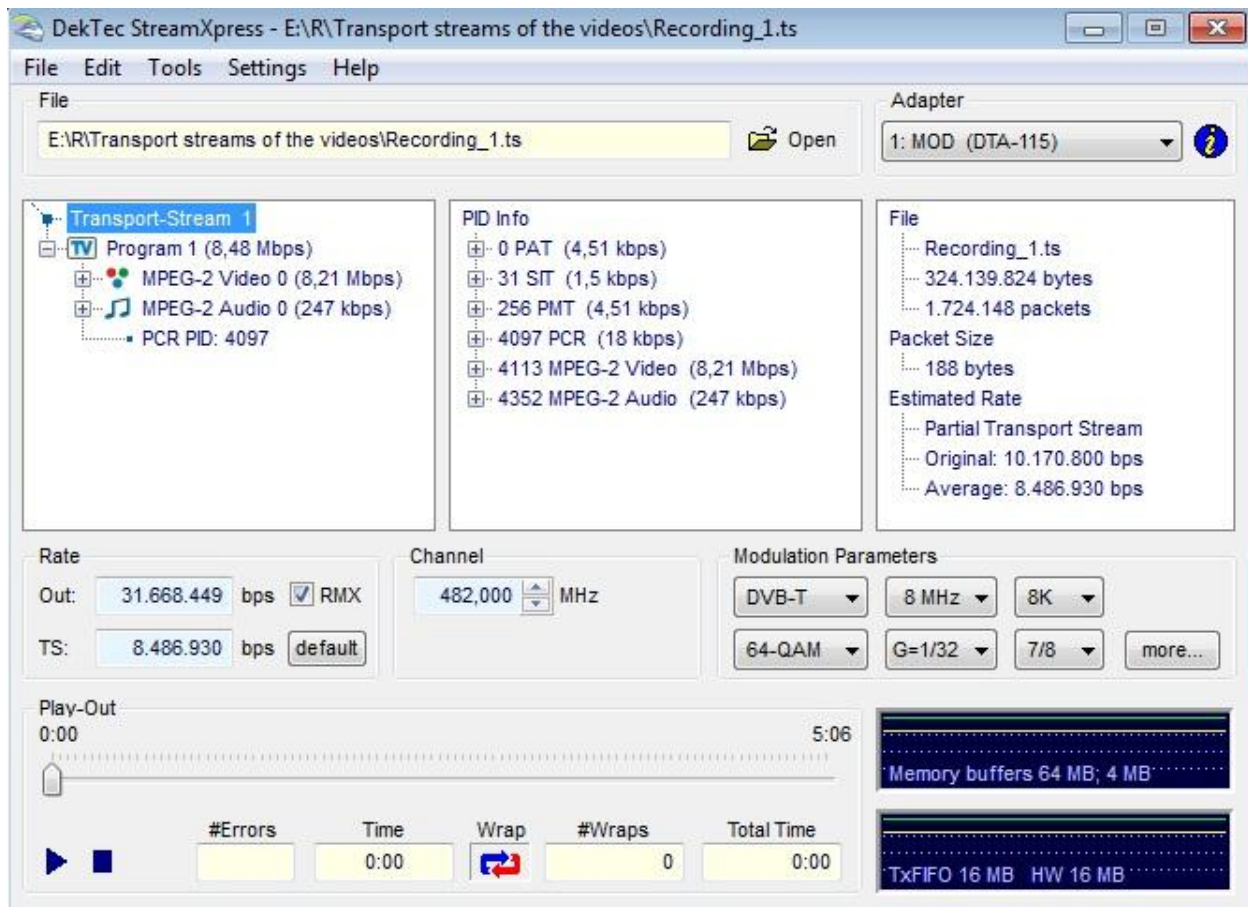 DekTec StreamXpress - E:\R\Transport streams of the videos\Recording_1.ts
File Edit Tools Settings Help
File
E:\R\Transport streams of the videos\Recording_1.ts
Open
Adapter
1: MOD (DTA-115)
Transport-Stream 1
TV Program 1 (8,48 Mbps)
MPEG-2 Video 0 (8,21 Mbps)
MPEG-2 Audio 0 (247 kbps)
PCR PID: 4097
PID Info
0 PAT (4,51 kbps)
31 SIT (1,5 kbps)
256 PMT (4,51 kbps)
4097 PCR (18 kbps)
4113 MPEG-2 Video (8,21 Mbps)
4352 MPEG-2 Audio (247 kbps)
File
Recording_1.ts
324.139.824 bytes
1.724.148 packets
Packet Size
188 bytes
Estimated Rate
Partial Transport Stream
Original: 10.170.800 bps
Average: 8.486.930 bps
Rate
Out: 31.668.449 bps RMX
TS: 8.486.930 bps default
Channel
482,000 MHz
Modulation Parameters
DVB-T 8 MHz 8K
64-QAM G=1/32 7/8 more...
Play-Out
0:00 5:06
#Errors Time Wrap #Wraps Total Time
0:00 0 0:00
Memory buffers 64 MB; 4 MB
TxFIFO 16 MB HW 16 MB